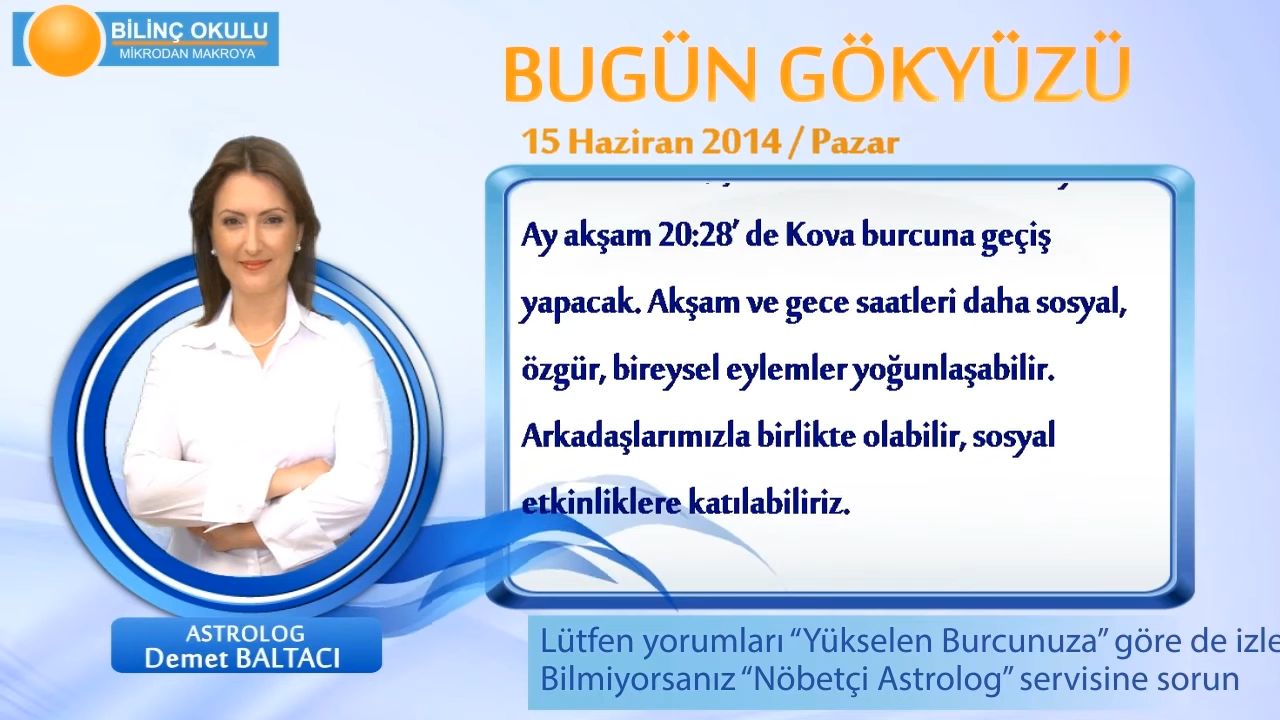 BİLİNÇ OKULU
MİKRODAN MAKROYA
BUGÜN GÖKYÜZÜ
15 Haziran 2014 / Pazar
Ay akşam 20:28’ de Kova burcuna geçiş
yapacak. Akşam ve gece saatleri daha sosyal,
özgür, bireysel eylemler yoğunlaşabilir.
Arkadaşlarımızla birlikte olabilir, sosyal
etkinliklere katılabiliriz.
ASTROLOG
Demet BALTACI
Lütfen yorumları “Yükselen Burcunuza” göre de izle
Bilmiyorsanız “Nöbetçi Astrolog” servisine sorun